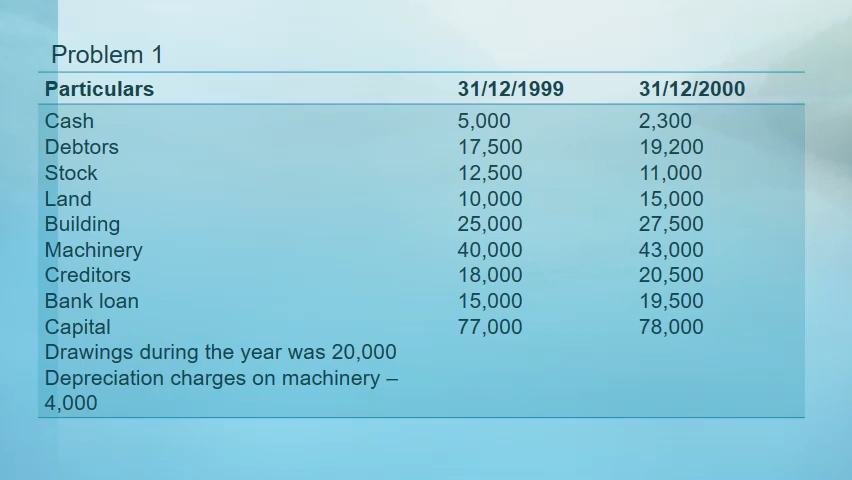 Problem 1
Particulars 31/12/1999 31/12/2000
Cash 5,000 2,300
Debtors 17,500 19,200
Stock 12,500 11,000
Land 10,000 15,000
Building 25,000 27,500
Machinery 40,000 43,000
Creditors 18,000 20,500
Bank loan 15,000 19,500
Capital 77,000 78,000
Drawings during the year was 20,000
Depreciation charges on machinery –
4,000